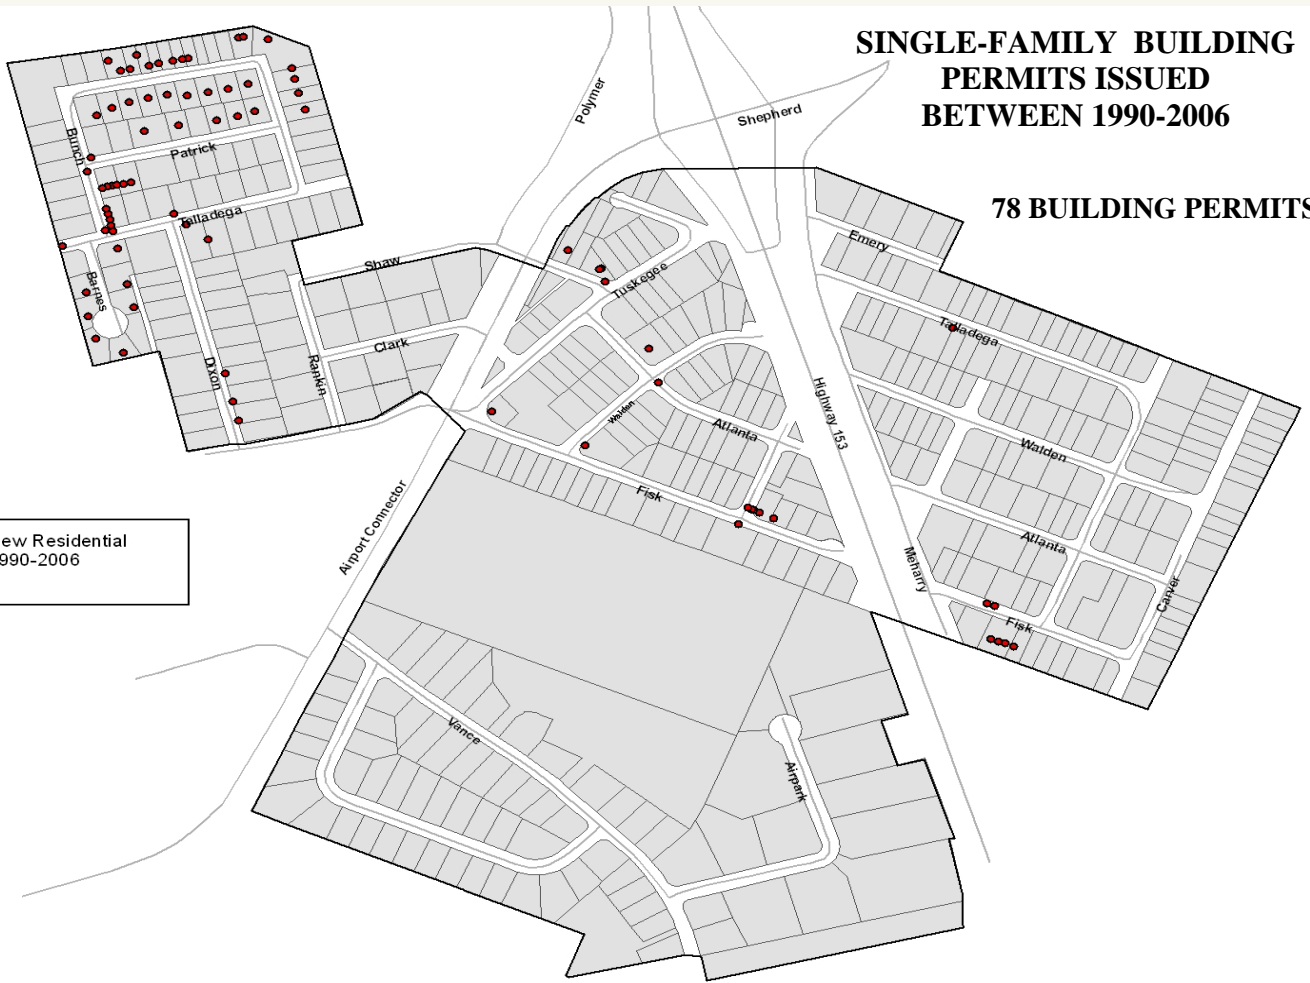 SINGLE-FAMILY BUILDING
PERMITS ISSUED
BETWEEN 1990-2006
78 BUILDING PERMITS
Polymer
Shepherd
Bunch
Patrick
Talladega
Barnes
Shaw
Clark
Dixon
Rankin
Tuskegee
Emery
Talladega
Walden
Atlanta
Highway 153
Walden
Fisk
Atlanta
Airport Connector
Meharry
Carver
Fisk
ew Residential
990-2006
Vance
Airpark